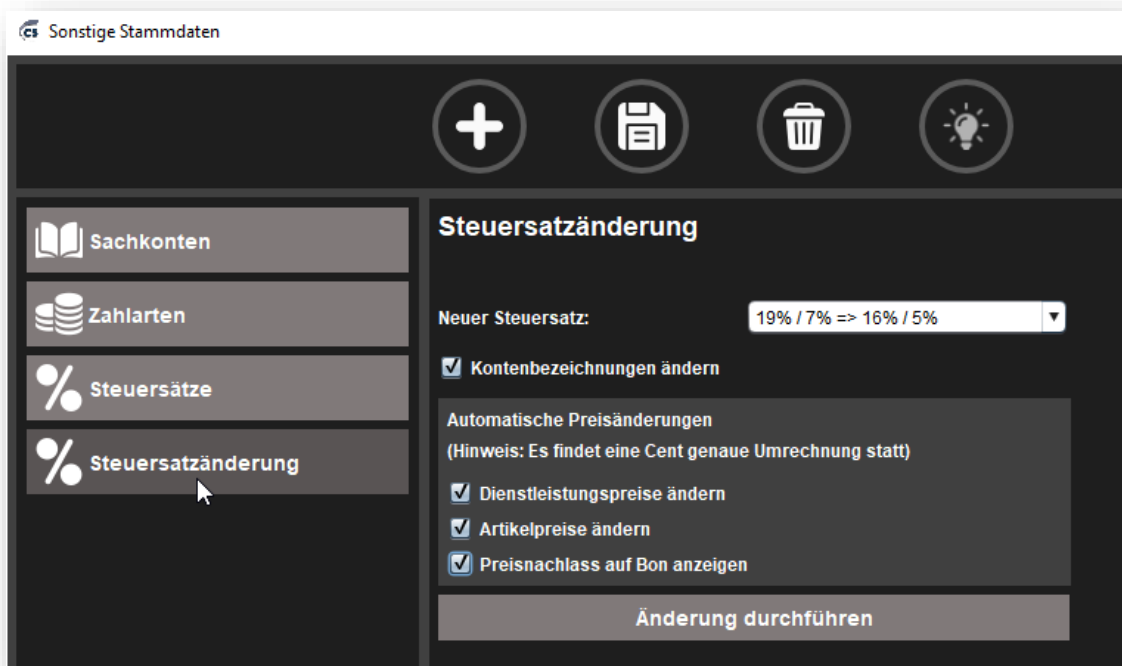 CS Sonstige Stammdaten
Sachkonten
Zahlarten
Steuersätze
Steuersatzänderung
Steuersatzänderung
Neuer Steuersatz: 19% / 7% => 16% / 5%
Kontenbezeichnungen ändern
Automatische Preisänderungen
(Hinweis: Es findet eine Cent genaue Umrechnung statt)
Dienstleistungspreise ändern
Artikelpreise ändern
Preisnachlass auf Bon anzeigen
Änderung durchführen